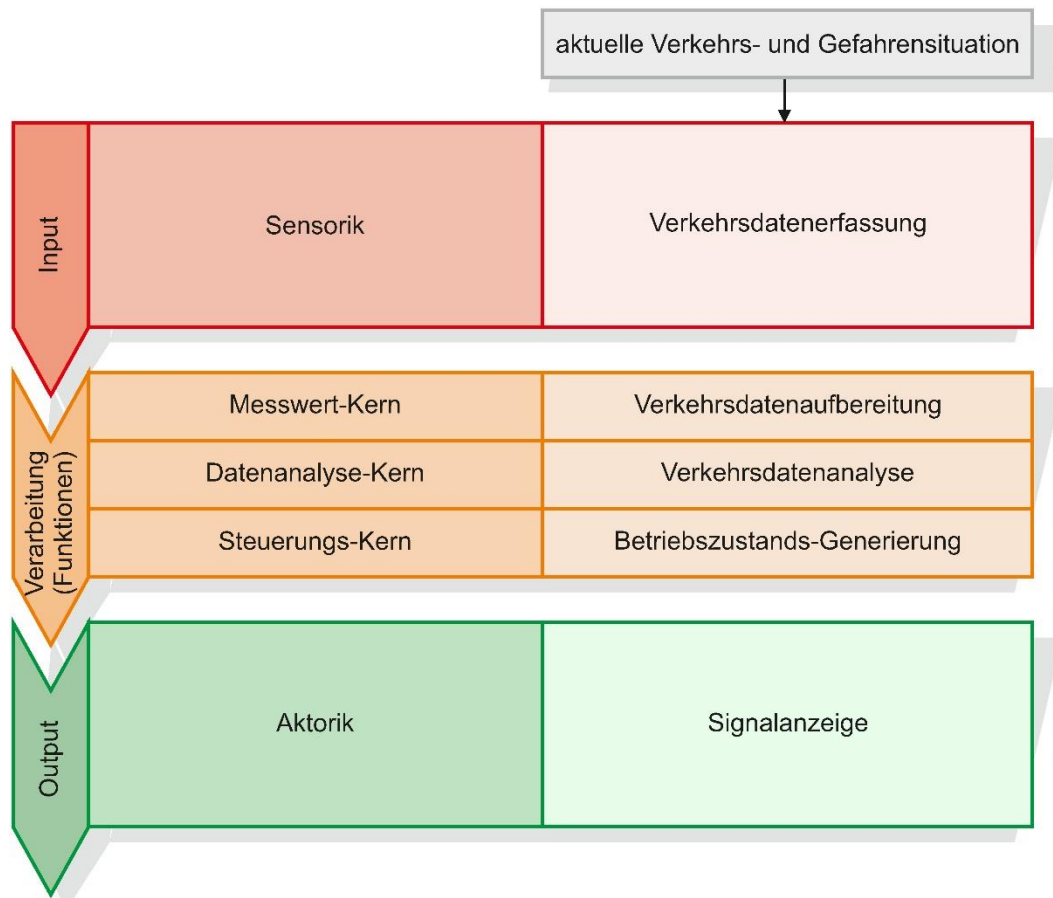 aktuelle Verkehrs- und Gefahrensituation
Input
Sensorik
Verkehrsdatenerfassung
Verarbeitung
(Funktionen)
Messwert-Kern
Verkehrsdatenaufbereitung
Datenanalyse-Kern
Verkehrsdatenanalyse
Steuerungs-Kern
Betriebszustands-Generierung
Output
Aktorik
Signalanzeige